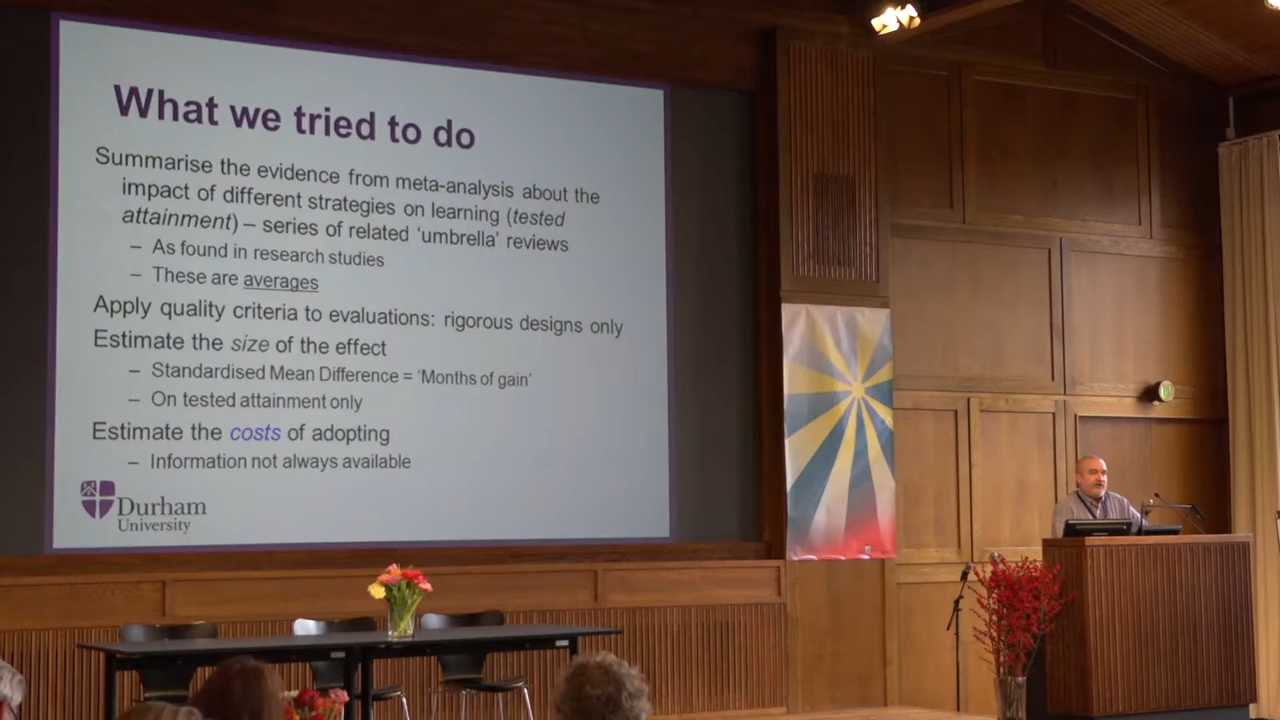 What we tried to do
Summarise the evidence from meta-analysis about the
impact of different strategies on learning (tested
attainment) – series of related ‘umbrella’ reviews
– As found in research studies
– These are averages
Apply quality criteria to evaluations: rigorous designs only
Estimate the size of the effect
– Standardised Mean Difference = ‘Months of gain’
– On tested attainment only
Estimate the costs of adopting
– Information not always available
Durham
University